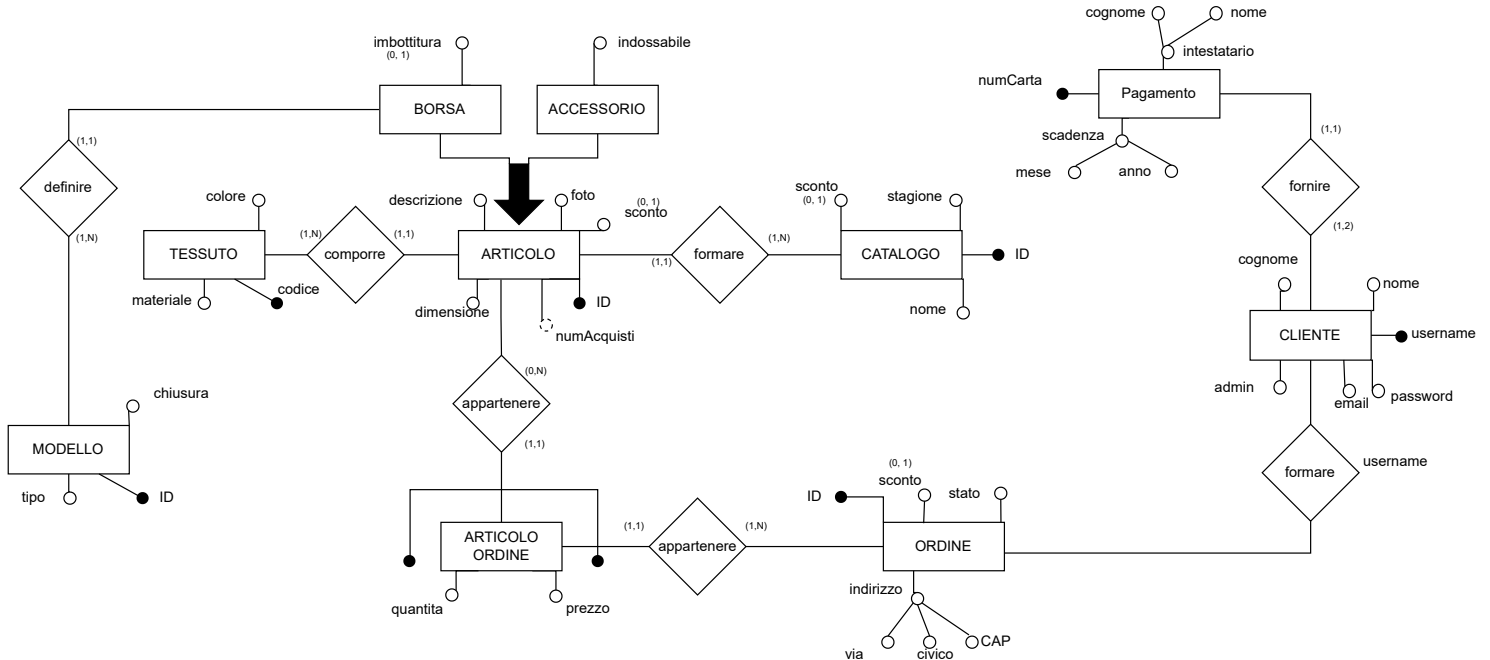 cognome
nome
intestatario
imbottitura
(0, 1)
indossabile
numCarta
BORSA
ACCESSORIO
Pagamento
(1,1)
scadenza
mese
anno
(1,1)
definire
fornire
colore
descrizione
foto
(0, 1)
sconto
sconto
(0, 1)
stagione
(1,N)
(1,N)
(1,1)
(1,2)
TESSUTO
comporre
ARTICOLO
(1,1)
formare
(1,N)
CATALOGO
ID
cognome
nome
materiale
codice
dimensione
ID
numAcquisti
nome
CLIENTE
username
(0,N)
appartenere
(1,1)
admin
email
password
chiusura
MODELLO
tipo
ID
formare
username
ID
(0, 1)
sconto
stato
ARTICOLO
ORDINE
(1,1)
appartenere
(1,N)
ORDINE
quantita
prezzo
indirizzo
via
civico
CAP